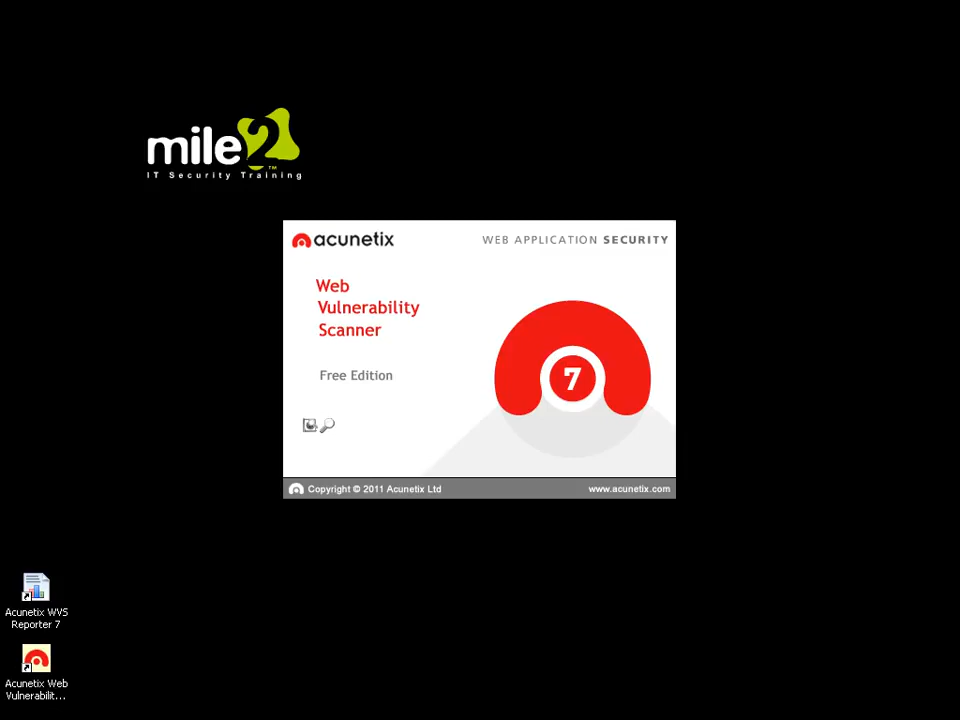 mile2™
IT Security Training
acunetix
WEB APPLICATION SECURITY
Web
Vulnerability
Scanner
Free Edition
7
Copyright © 2011 Acunetix Ltd
www.acunetix.com
Acunetix WVS
Reporter 7
Acunetix Web
Vulnerabilit...